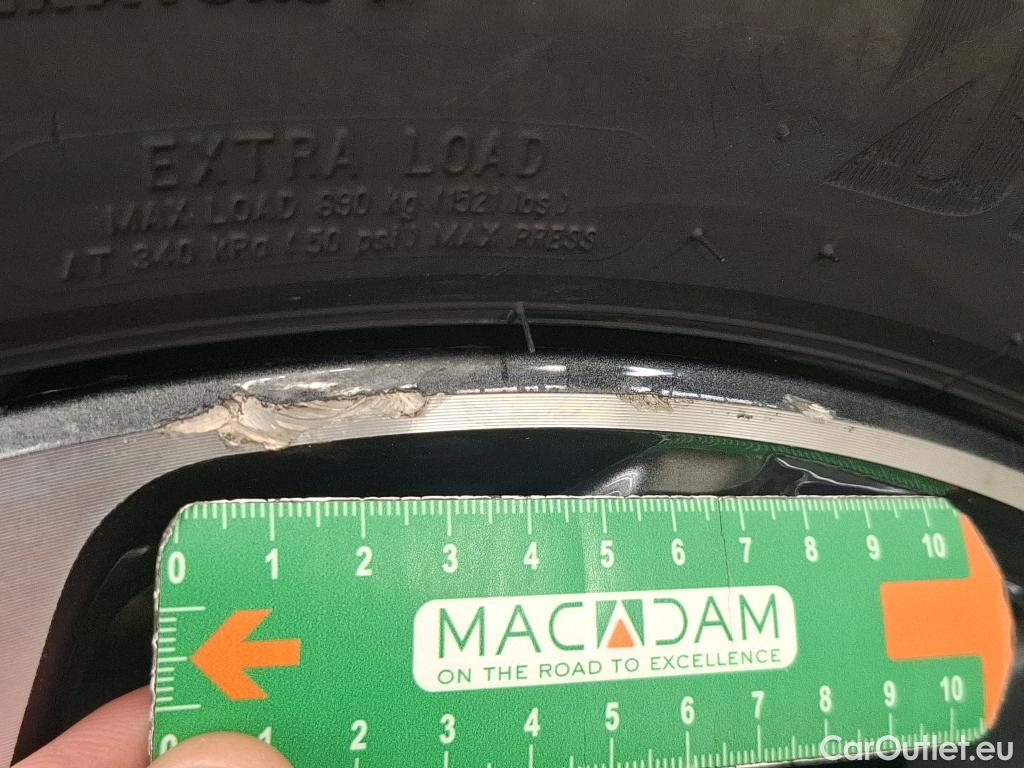 EXTRA LOAD
MAX LOAD 690 kg (1521 lbs)
AT 340 KPa (50 psi) MAX PRESS
0 1 2 3 4 5 6 7 8 9 10
MACADAM
ON THE ROAD TO EXCELLENCE
0 1 2 3 4 5 6 7 8 9 10
CarOutlet.eu